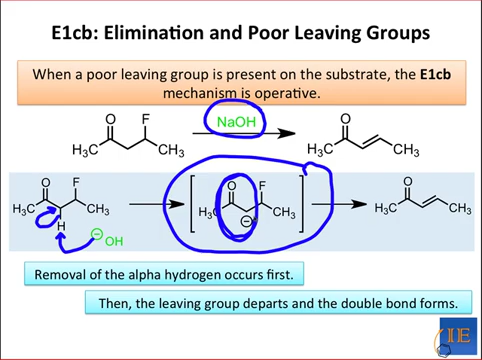 E1cb: Elimination and Poor Leaving Groups
When a poor leaving group is present on the substrate, the E1cb
mechanism is operative.
O F NaOH O
H₃C CH₃ H₃C CH₃
O F O F O
H₃C CH₃ H₃C CH₃ H₃C CH₃
H ⊖OH ⊖
Removal of the alpha hydrogen occurs first.
Then, the leaving group departs and the double bond forms.
IE